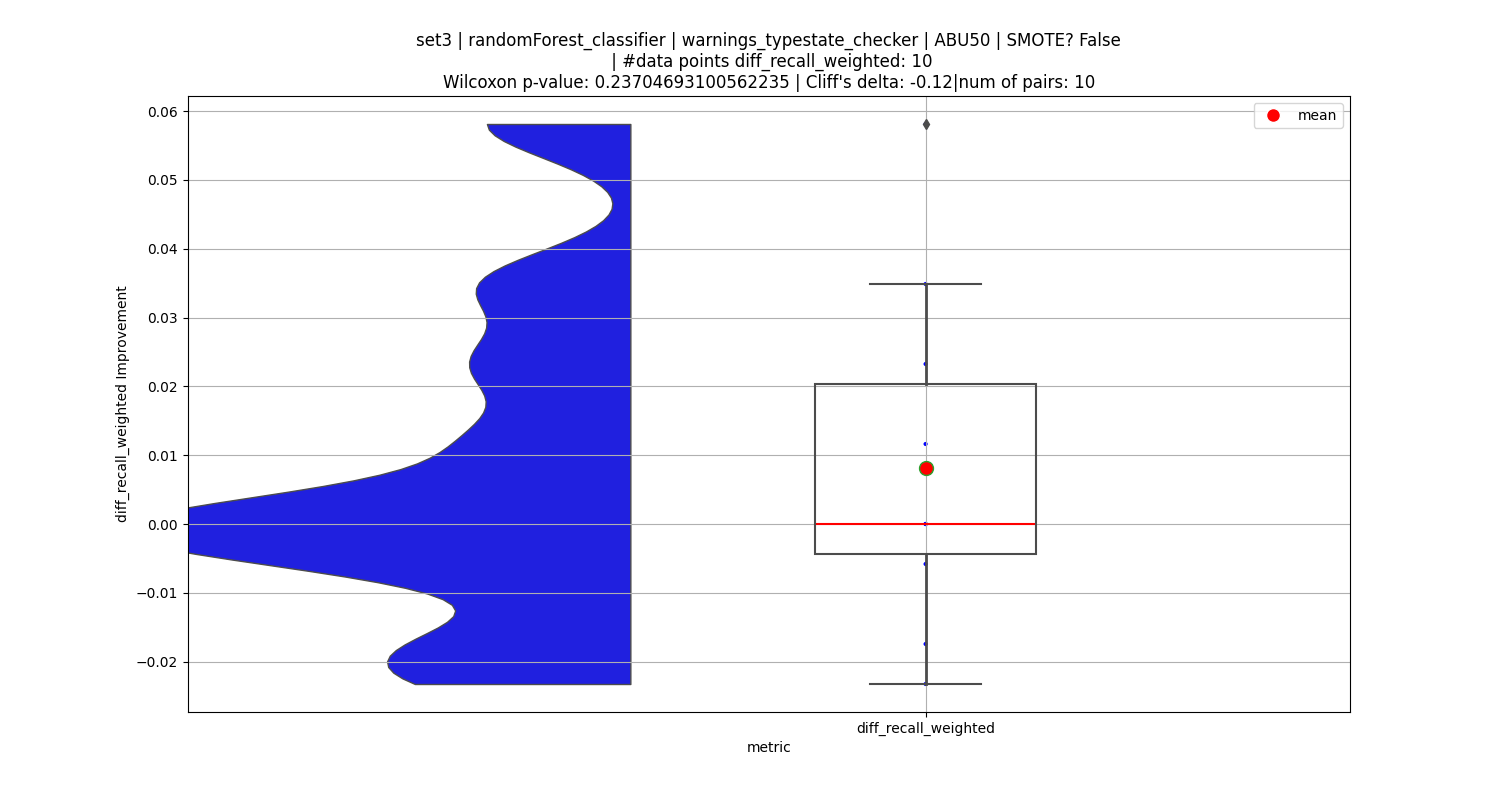 set3 | randomForest_classifier | warnings_typestate_checker | ABU50 | SMOTE? False
| #data points diff_recall_weighted: 10
Wilcoxon p-value: 0.23704693100562235 | Cliff's delta: -0.12|num of pairs: 10
mean
0.06
0.05
0.04
0.03
0.02
0.01
0.00
−0.01
−0.02
diff_recall_weighted Improvement
diff_recall_weighted
metric